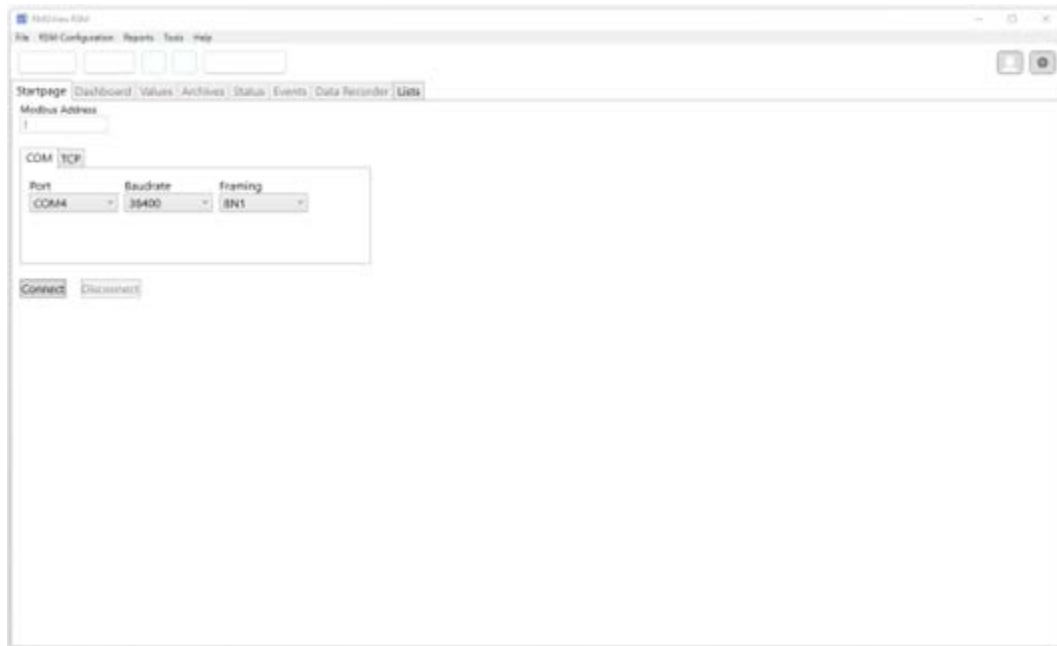 File RSM Configuration Reports Tools Help
Startpage Dashboard Values Archives Status Events Data Recorder Lists
Modbus Address
1
COM TCP
Port Baudrate Framing
COM4 38400 8N1
Connect Disconnect